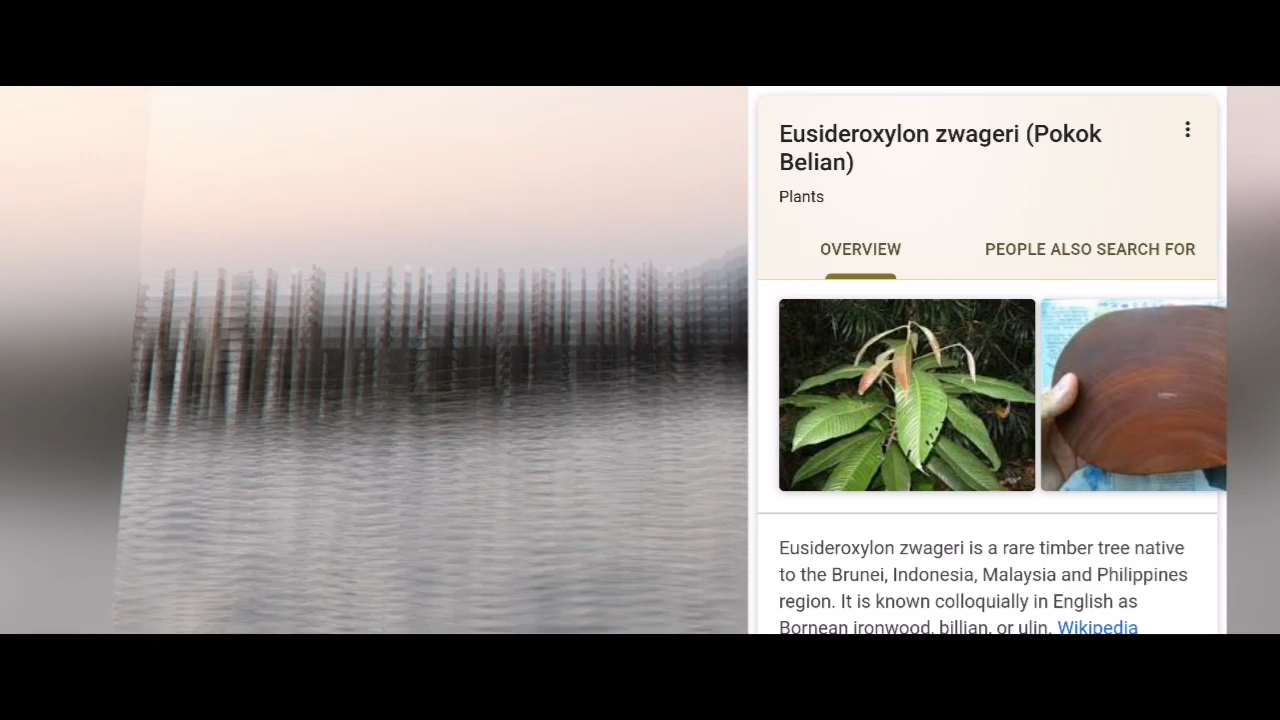 Eusideroxylon zwageri (Pokok
Belian)
Plants
OVERVIEW
PEOPLE ALSO SEARCH FOR
Eusideroxylon zwageri is a rare timber tree native
to the Brunei, Indonesia, Malaysia and Philippines
region. It is known colloquially in English as
Bornean ironwood, billian, or ulin. Wikipedia